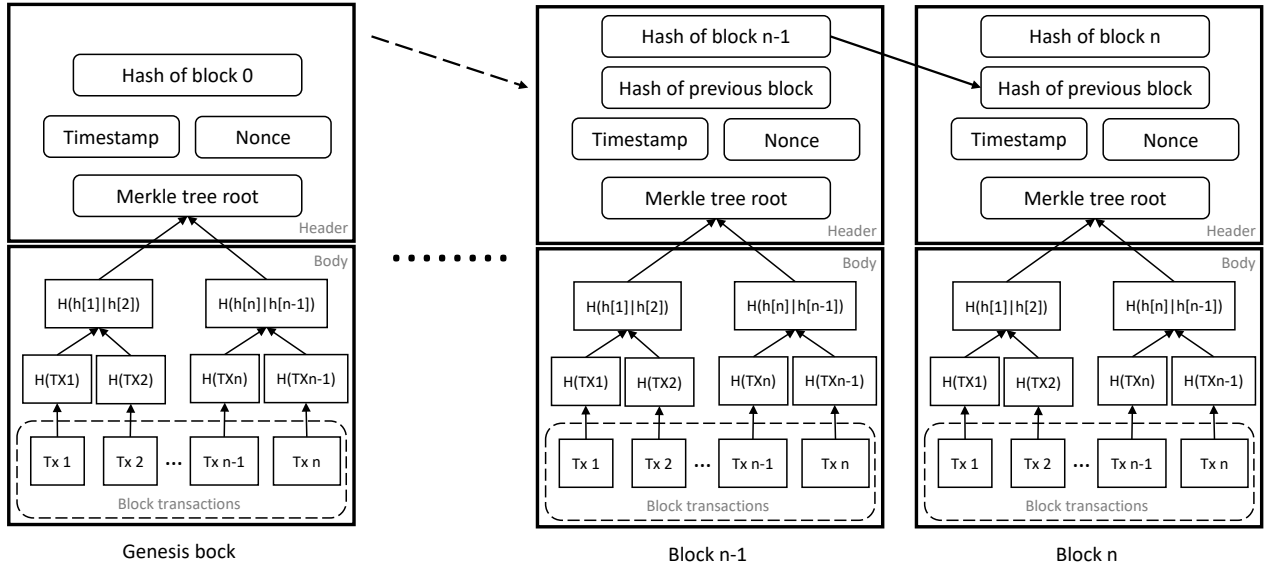 Hash of block 0
Timestamp
Nonce
Merkle tree root
Header
Body
H(h[1]|h[2])
H(h[n]|h[n-1])
H(TX1)
H(TX2)
H(TXn)
H(TXn-1)
Tx 1
Tx 2
...
Tx n-1
Tx n
Block transactions
Genesis bock
Hash of block n-1
Hash of previous block
Timestamp
Nonce
Merkle tree root
Header
Body
H(h[1]|h[2])
H(h[n]|h[n-1])
H(TX1)
H(TX2)
H(TXn)
H(TXn-1)
Tx 1
Tx 2
...
Tx n-1
Tx n
Block transactions
Block n-1
Hash of block n
Hash of previous block
Timestamp
Nonce
Merkle tree root
Header
Body
H(h[1]|h[2])
H(h[n]|h[n-1])
H(TX1)
H(TX2)
H(TXn)
H(TXn-1)
Tx 1
Tx 2
...
Tx n-1
Tx n
Block transactions
Block n